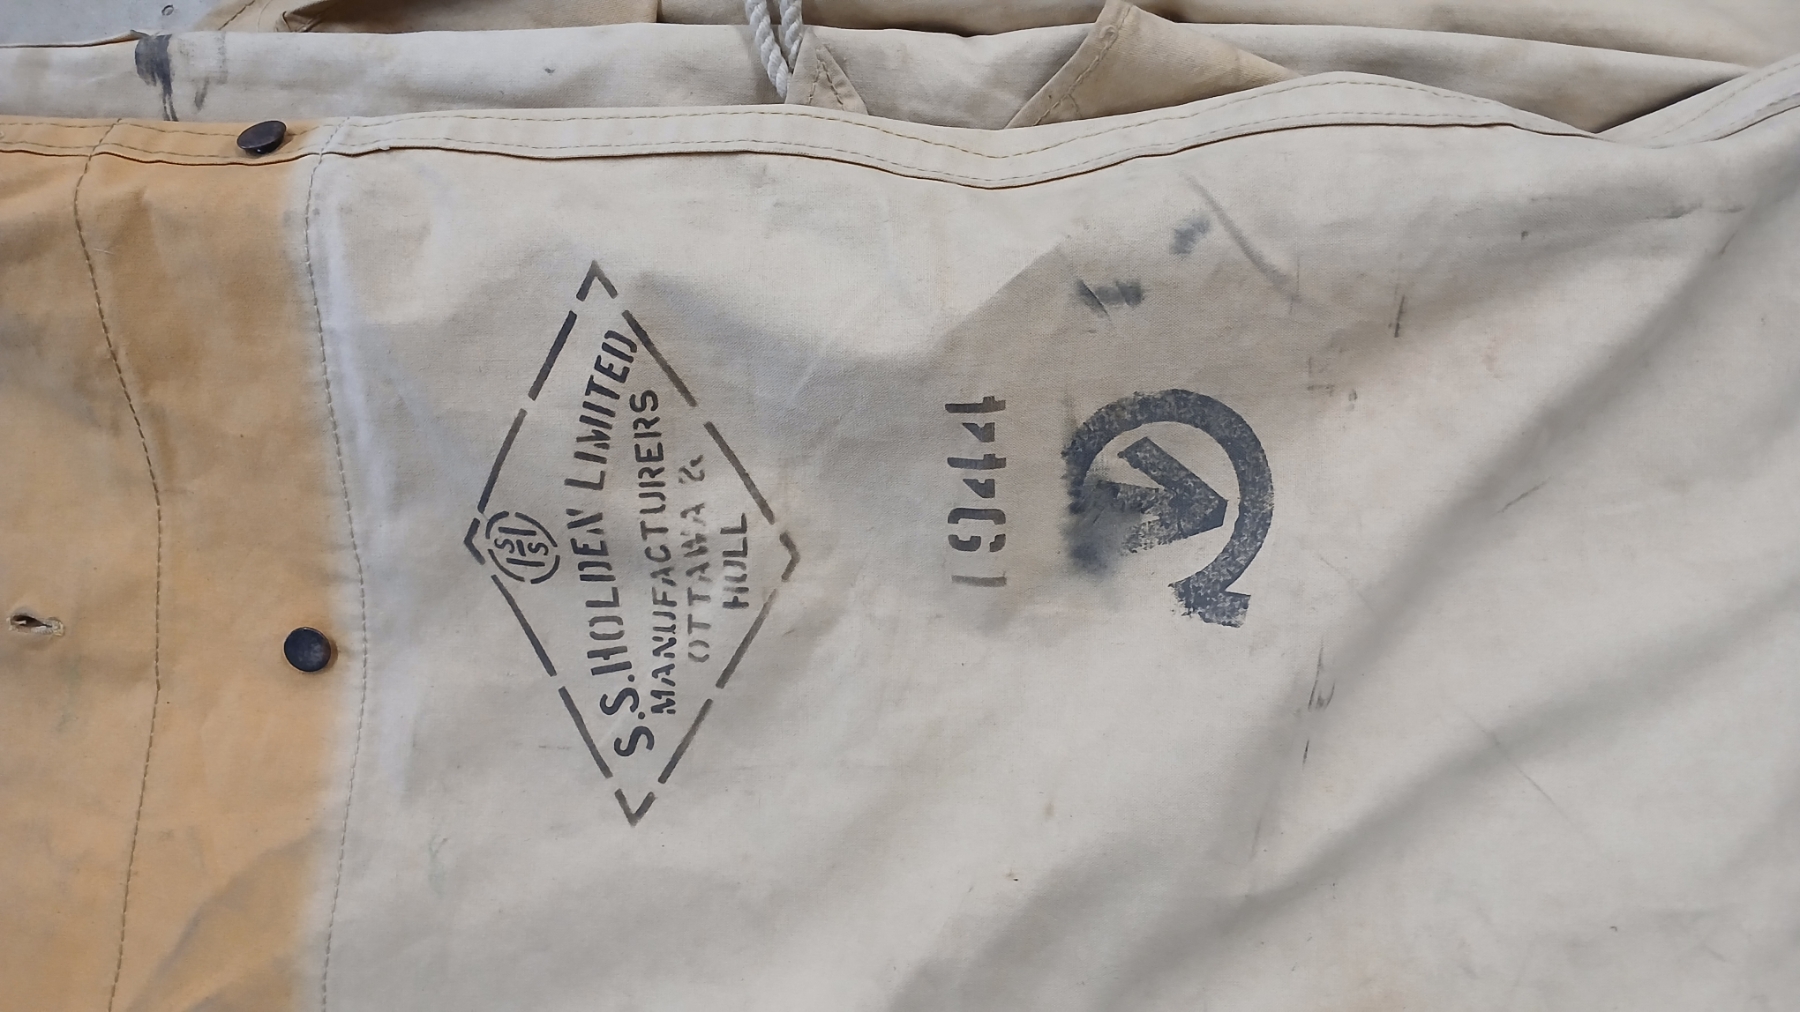 S
S
S.S. HOLDEN LIMITED
MANUFACTURERS
OTTAWA &
HULL
1944
C